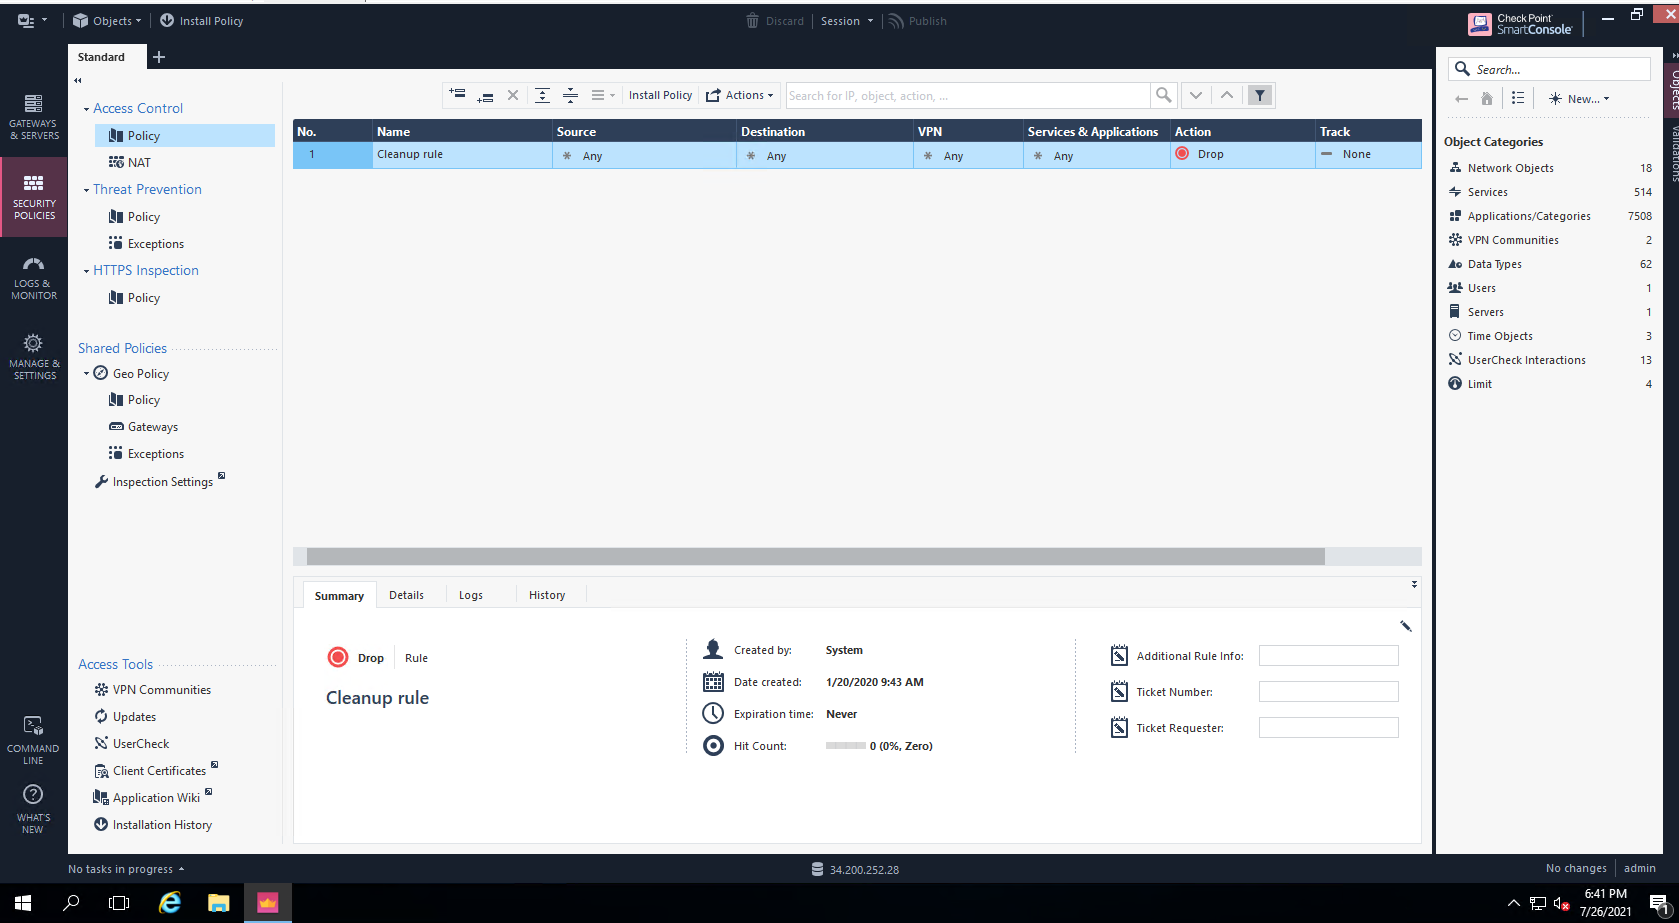 Objects
Install Policy
Discard
Session
Publish
Check Point
SmartConsole
Standard
GATEWAYS
& SERVERS
SECURITY
POLICIES
LOGS &
MONITOR
MANAGE &
SETTINGS
COMMAND
LINE
WHAT'S
NEW
Access Control
Policy
NAT
Threat Prevention
Policy
Exceptions
HTTPS Inspection
Policy
Shared Policies
Geo Policy
Policy
Gateways
Exceptions
Inspection Settings
Access Tools
VPN Communities
Updates
UserCheck
Client Certificates
Application Wiki
Installation History
Install Policy
Actions
Search for IP, object, action, ...
No. Name Source Destination VPN Services & Applications Action Track
1 Cleanup rule * Any * Any * Any * Any Drop — None
Summary Details Logs History
Drop Rule
Cleanup rule
Created by: System
Date created: 1/20/2020 9:43 AM
Expiration time: Never
Hit Count: 0 (0%, Zero)
Additional Rule Info:
Ticket Number:
Ticket Requester:
Search...
New...
Object Categories
Network Objects 18
Services 514
Applications/Categories 7508
VPN Communities 2
Data Types 62
Users 1
Servers 1
Time Objects 3
UserCheck Interactions 13
Limit 4
Objects
Validations
No tasks in progress
34.200.252.28
No changes
admin
6:41 PM
7/26/2021
1